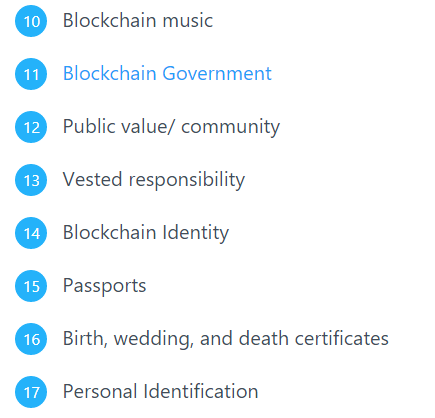 10 Blockchain music
11 Blockchain Government
12 Public value/ community
13 Vested responsibility
14 Blockchain Identity
15 Passports
16 Birth, wedding, and death certificates
17 Personal Identification